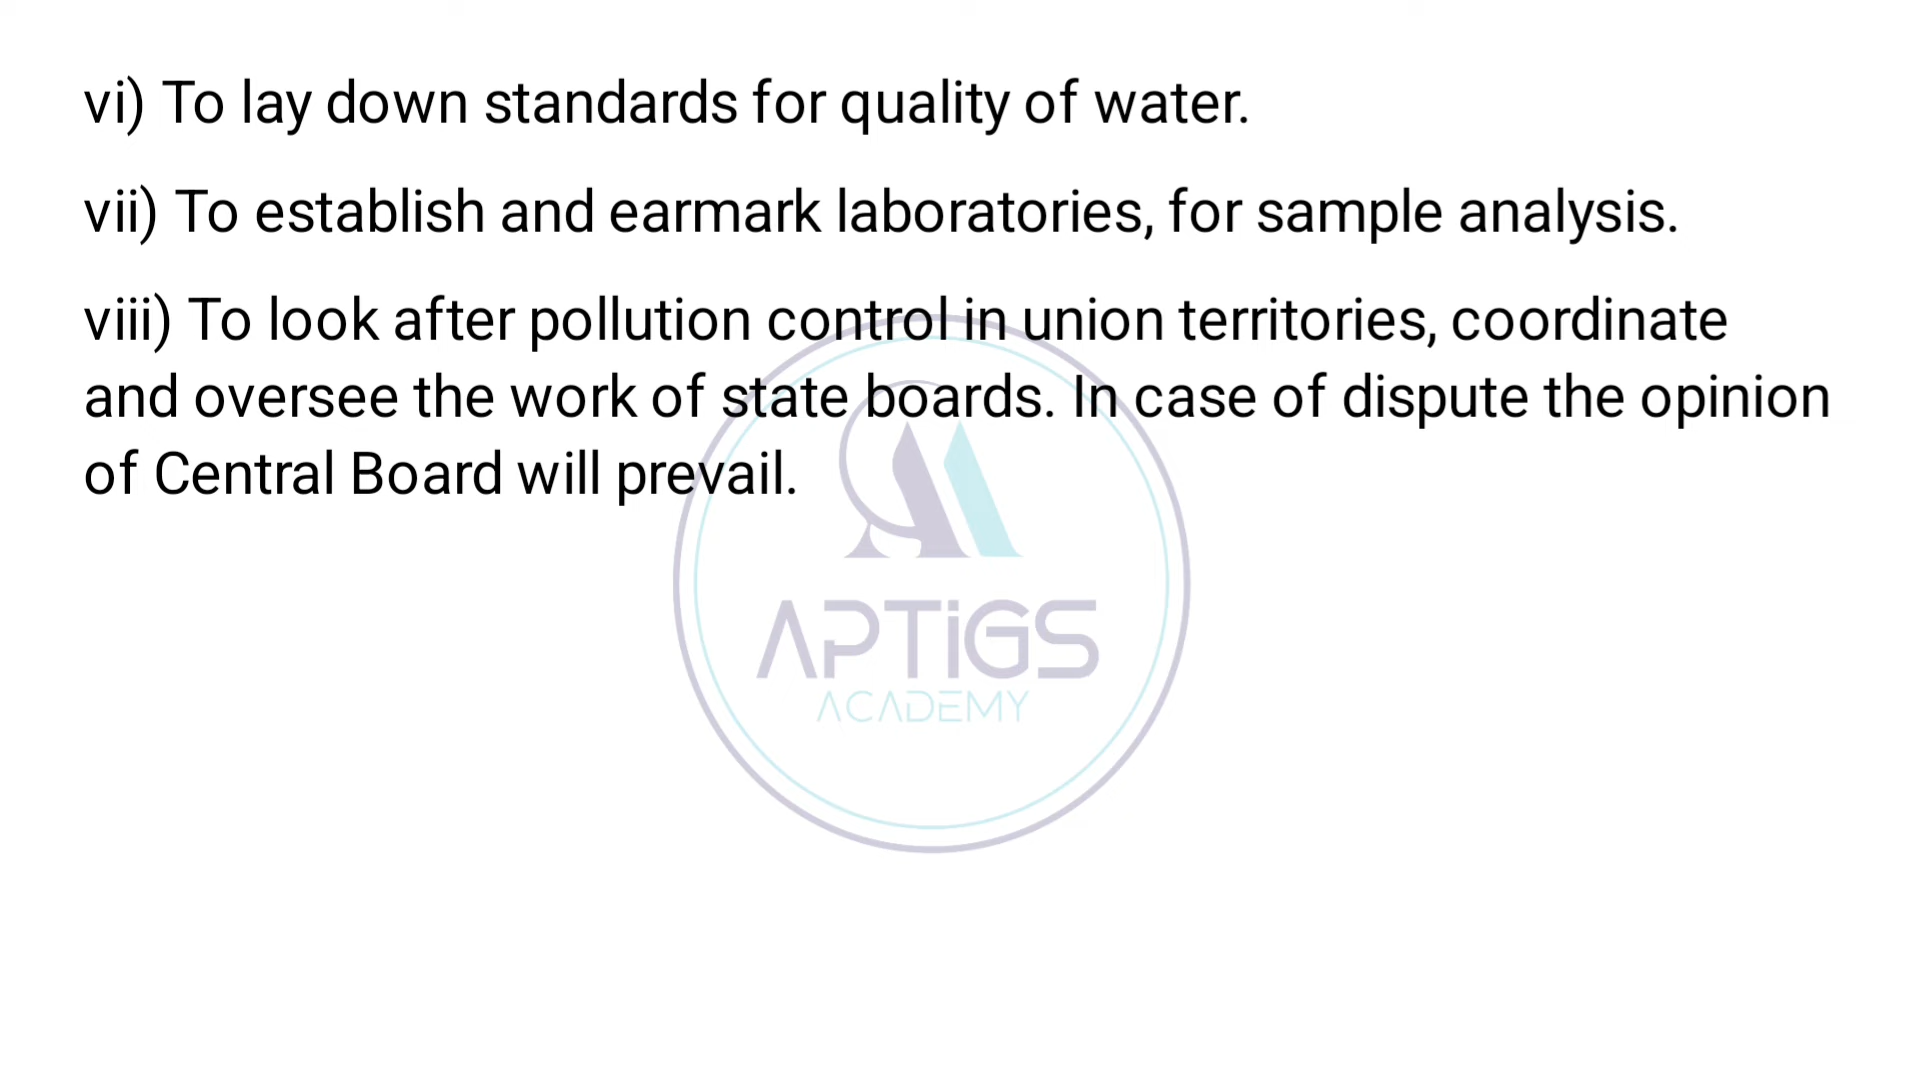 vi) To lay down standards for quality of water.
vii) To establish and earmark laboratories, for sample analysis.
viii) To look after pollution control in union territories, coordinate
and oversee the work of state boards. In case of dispute the opinion
of Central Board will prevail.
APTiGS
ACADEMY